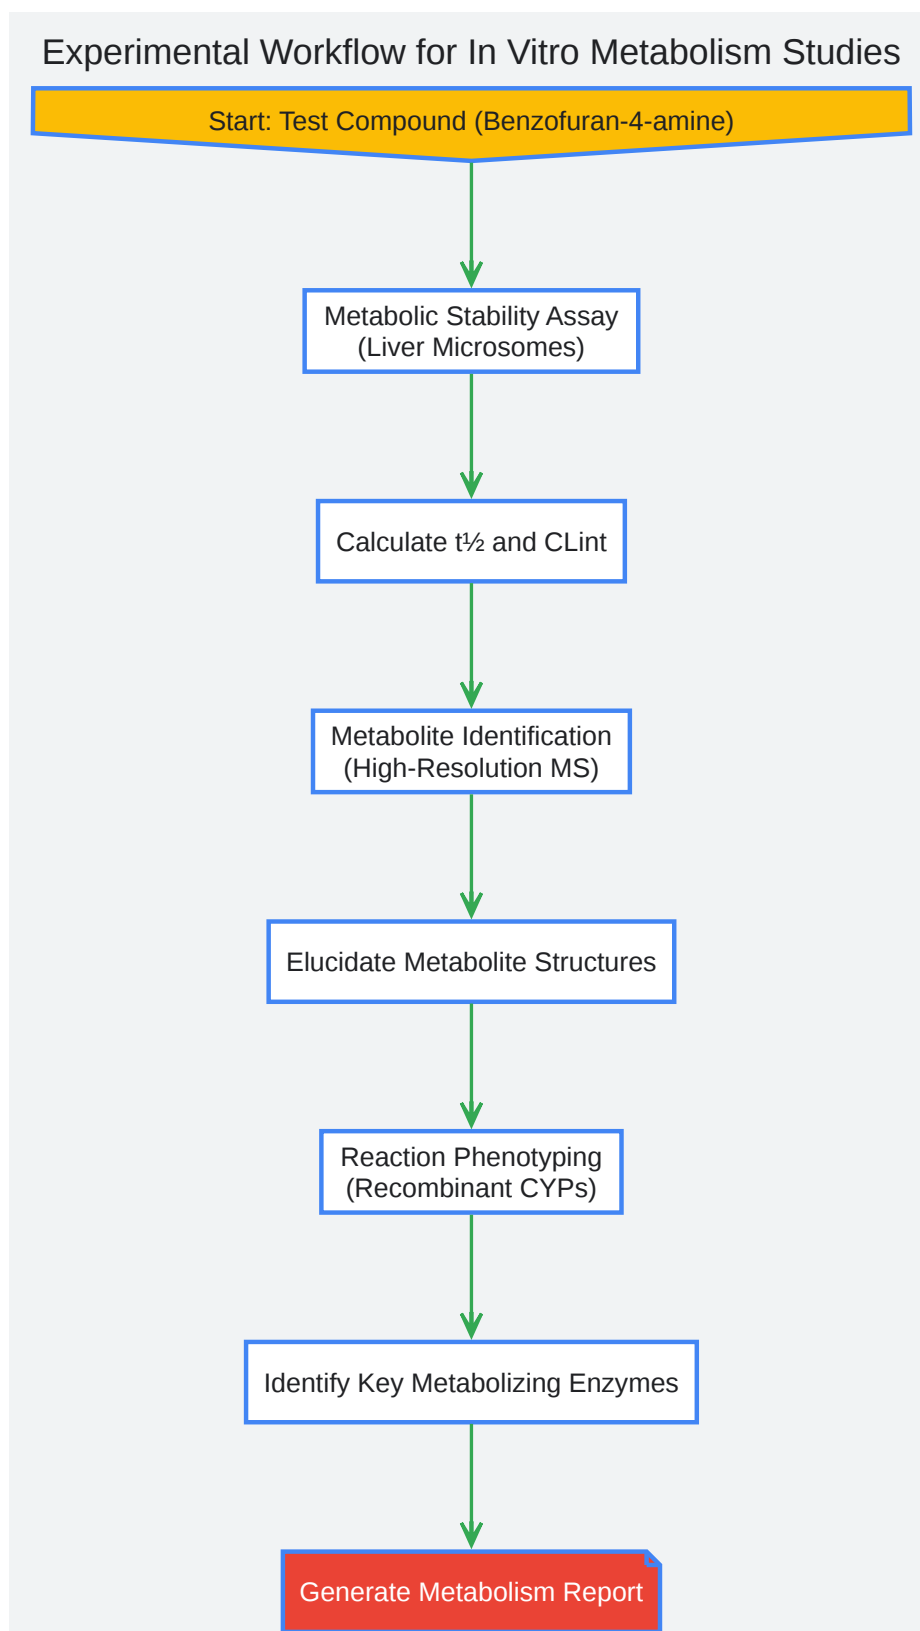 Experimental Workflow for In Vitro Metabolism Studies
Start: Test Compound (Benzofuran-4-amine)
Metabolic Stability Assay
(Liver Microsomes)
Calculate t½ and CLint
Metabolite Identification
(High-Resolution MS)
Elucidate Metabolite Structures
Reaction Phenotyping
(Recombinant CYPs)
Identify Key Metabolizing Enzymes
Generate Metabolism Report